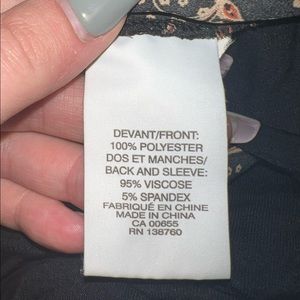 DEVANT/FRONT:
100% POLYESTER
DOS ET MANCHES/
BACK AND SLEEVE:
95% VISCOSE
5% SPANDEX
FABRIQUÉ EN CHINE
MADE IN CHINA
CA 00655
RN 138760